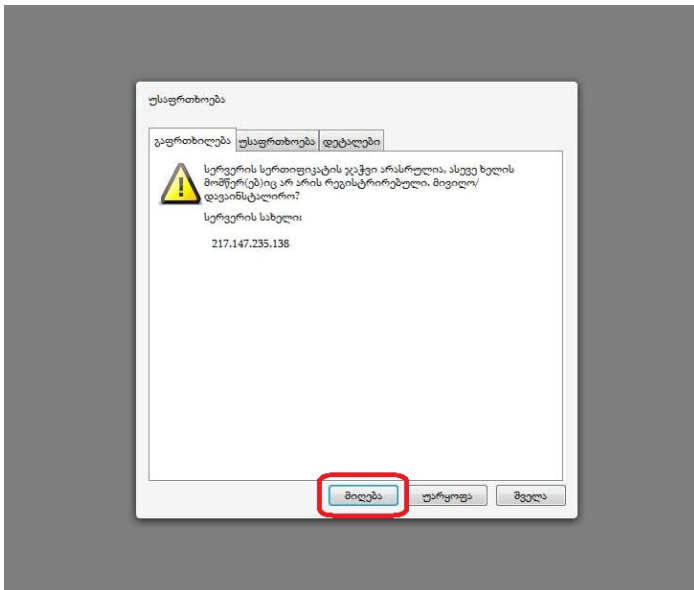 უსაფრთხოება
გაფრთხილება უსაფრთხოება დეტალები
სერვერის სერთიფიკატის ჯაჭვი არასრულია, ასევე ხელის
მომწერ(ებ)იც არ არის რეგისტრირებული. მივიღო/
დავაინსტალირო?
სერვერის სახელი:
217.147.235.138
მიღება უარყოფა შველა